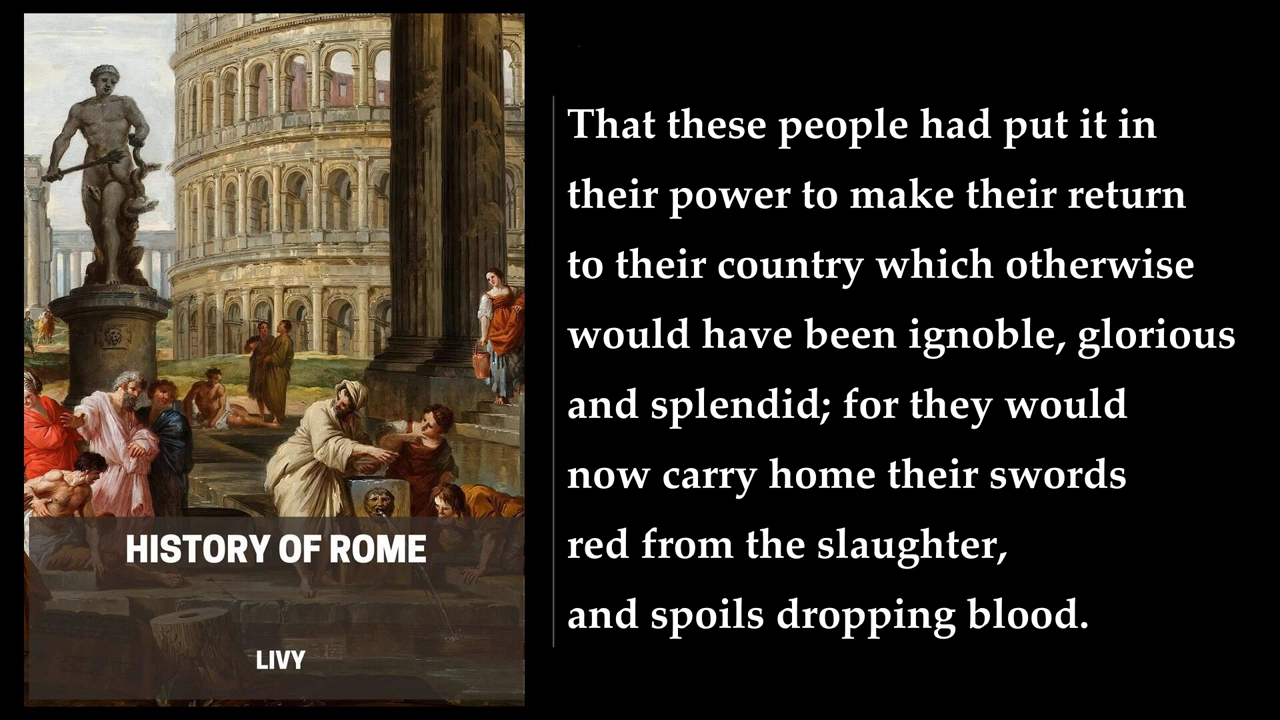 HISTORY OF ROME
LIVY
That these people had put it in
their power to make their return
to their country which otherwise
would have been ignoble, glorious
and splendid; for they would
now carry home their swords
red from the slaughter,
and spoils dropping blood.